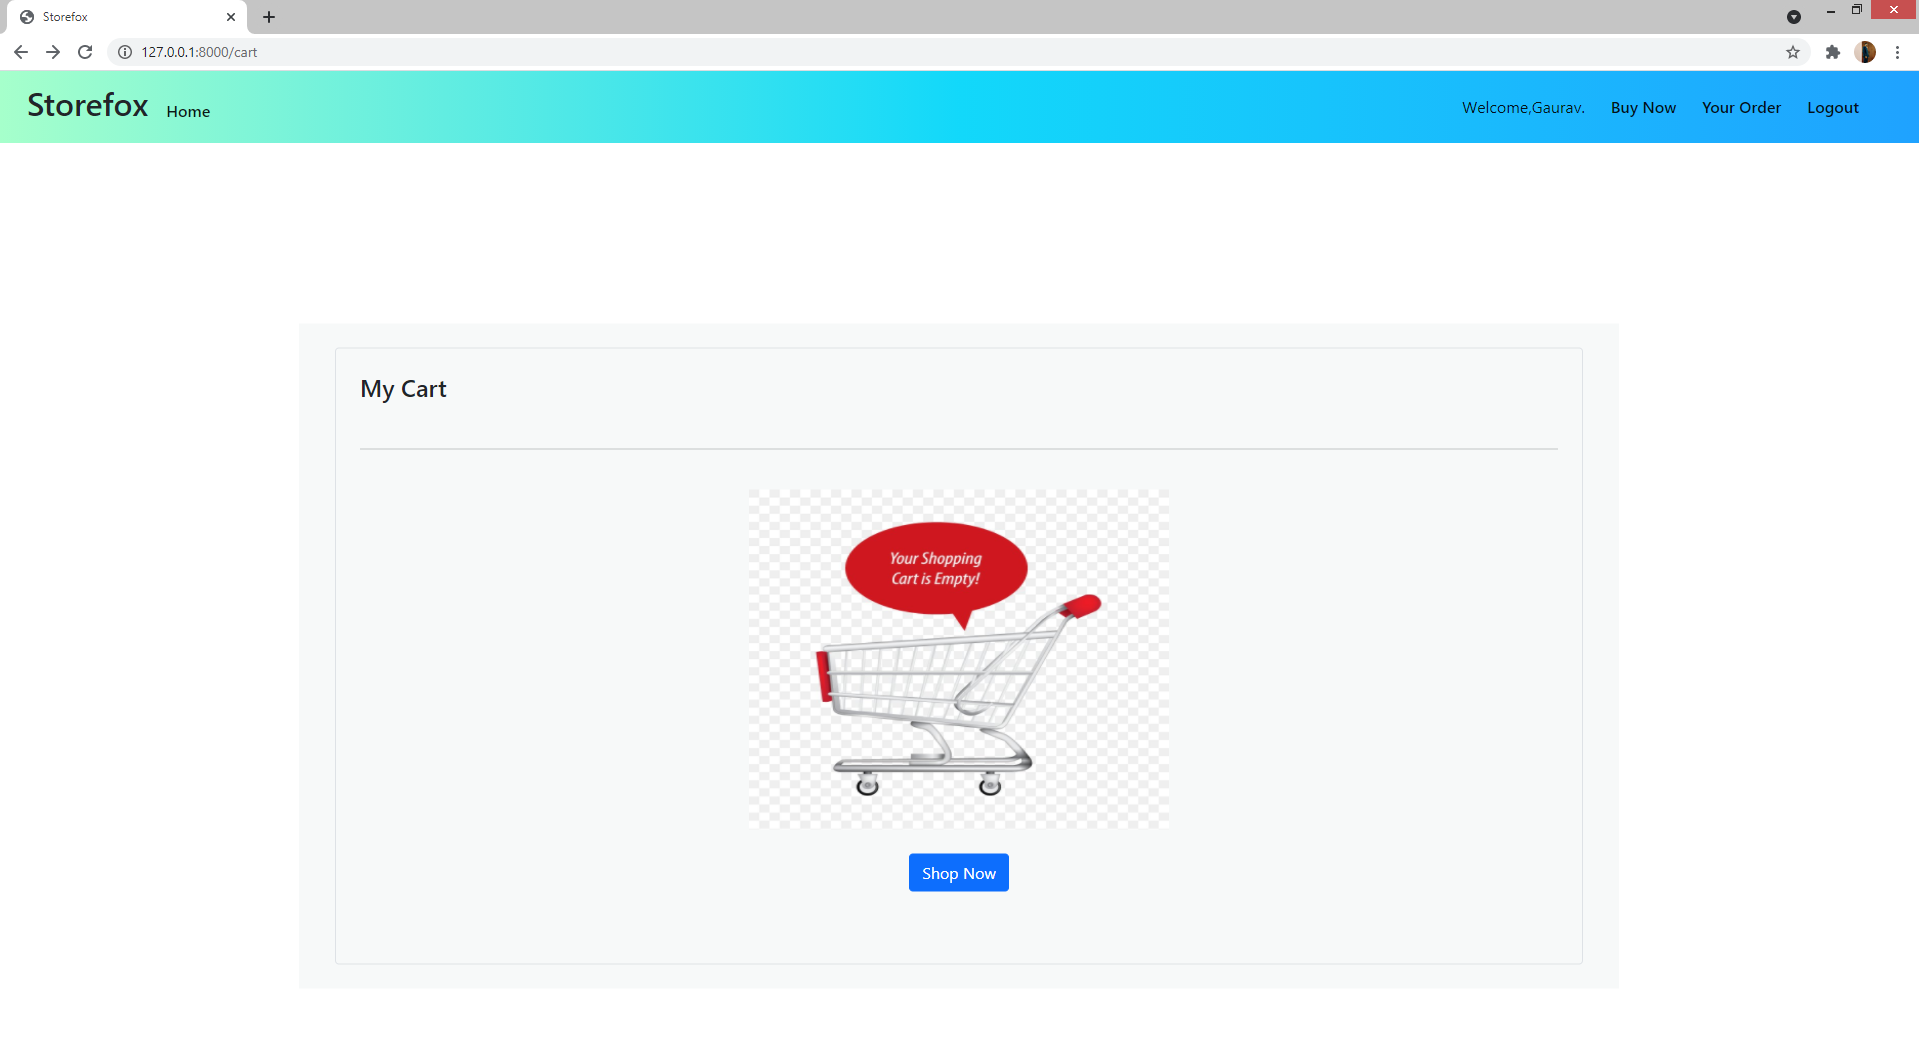 Storefox
127.0.0.1:8000/cart
Storefox Home Welcome,Gaurav. Buy Now Your Order Logout
My Cart
Your Shopping
Cart is Empty!
Shop Now